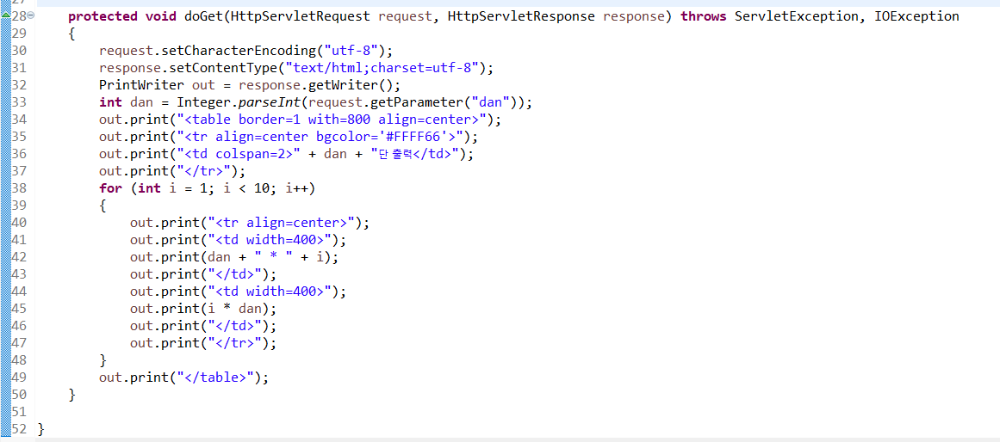 27
28 protected void doGet(HttpServletRequest request, HttpServletResponse response) throws ServletException, IOException
29 {
30 request.setCharacterEncoding("utf-8");
31 response.setContentType("text/html;charset=utf-8");
32 PrintWriter out = response.getWriter();
33 int dan = Integer.parseInt(request.getParameter("dan"));
34 out.print("<table border=1 with=800 align=center>");
35 out.print("<tr align=center bgcolor='#FFFF66'>");
36 out.print("<td colspan=2>" + dan + "단 출력</td>");
37 out.print("</tr>");
38 for (int i = 1; i < 10; i++)
39 {
40 out.print("<tr align=center>");
41 out.print("<td width=400>");
42 out.print(dan + " * " + i);
43 out.print("</td>");
44 out.print("<td width=400>");
45 out.print(i * dan);
46 out.print("</td>");
47 out.print("</tr>");
48 }
49 out.print("</table>");
50 }
51
52 }